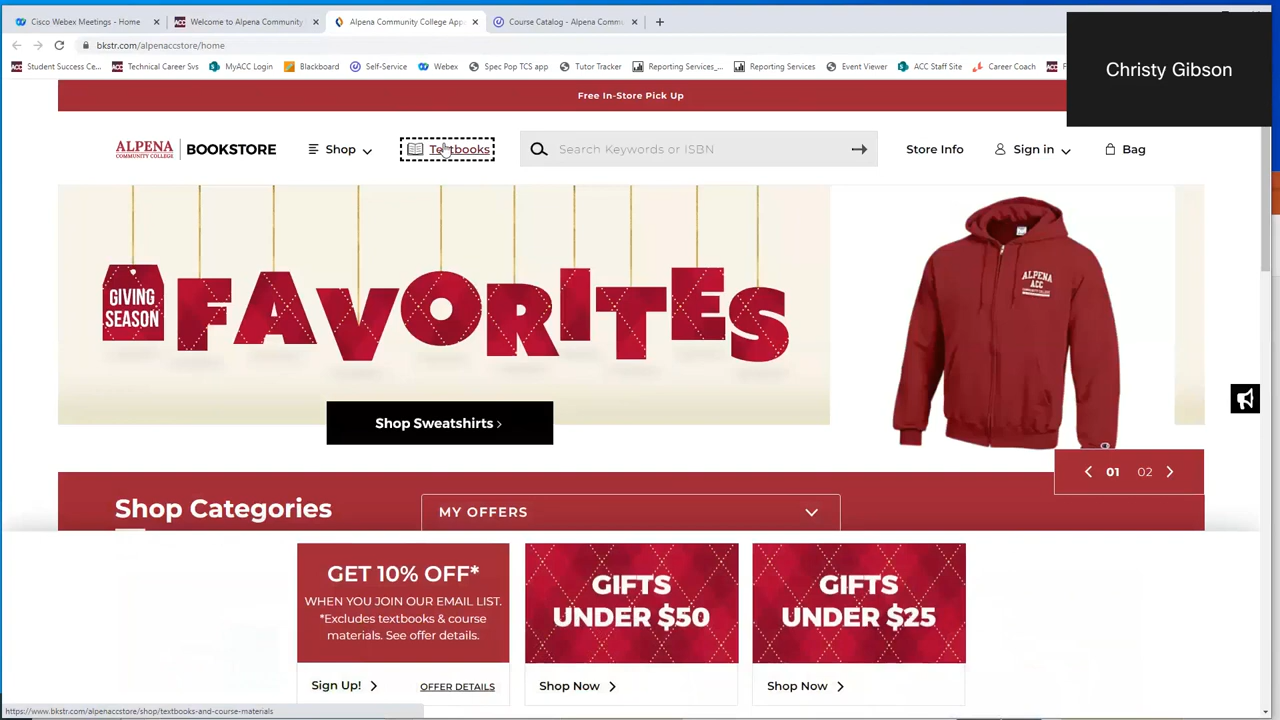 Cisco Webex Meetings - Home
Welcome to Alpena Community
Alpena Community College App
Course Catalog - Alpena Commu
bkstr.com/alpenaccstore/home
Student Success Ce...
Technical Career Svs
MyACC Login
Blackboard
Self-Service
Webex
Spec Pop TCS app
Tutor Tracker
Reporting Services_...
Reporting Services
Event Viewer
ACC Staff Site
Career Coach
Christy Gibson
Free In-Store Pick Up
ALPENA
COMMUNITY COLLEGE
BOOKSTORE
Shop
Textbooks
Search Keywords or ISBN
Store Info
Sign in
Bag
GIVING
SEASON
FAVORITES
ALPENA
ACC
Shop Sweatshirts
01 02
Shop Categories
MY OFFERS
GET 10% OFF*
WHEN YOU JOIN OUR EMAIL LIST.
*Excludes textbooks & course
materials. See offer details.
Sign Up!
OFFER DETAILS
GIFTS
UNDER $50
Shop Now
GIFTS
UNDER $25
Shop Now
https://www.bkstr.com/alpenaccstore/shop/textbooks-and-course-materials